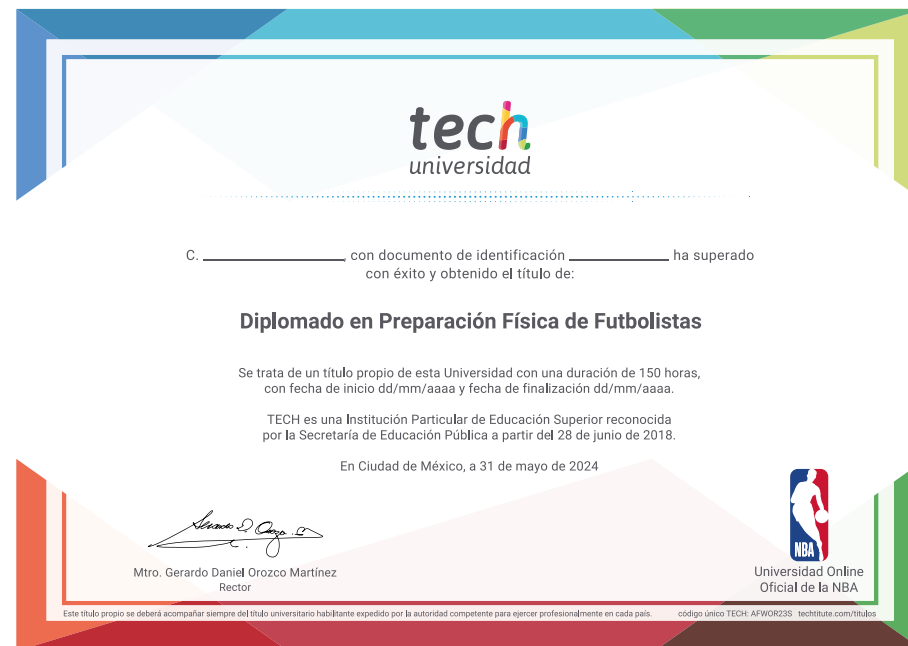 tech
universidad
C. ____________, con documento de identificación ____________ ha superado
con éxito y obtenido el título de:
Diplomado en Preparación Física de Futbolistas
Se trata de un título propio de esta Universidad con una duración de 150 horas,
con fecha de inicio dd/mm/aaaa y fecha de finalización dd/mm/aaaa.
TECH es una Institución Particular de Educación Superior reconocida
por la Secretaría de Educación Pública a partir del 28 de junio de 2018.
En Ciudad de México, a 31 de mayo de 2024
Mtro. Gerardo Daniel Orozco Martínez
Rector
NBA
Universidad Online
Oficial de la NBA
Este título propio se deberá acompañar siempre del título universitario habilitante expedido por la autoridad competente para ejercer profesionalmente en cada país. código único TECH: AFWOR23S techtitute.com/titulos